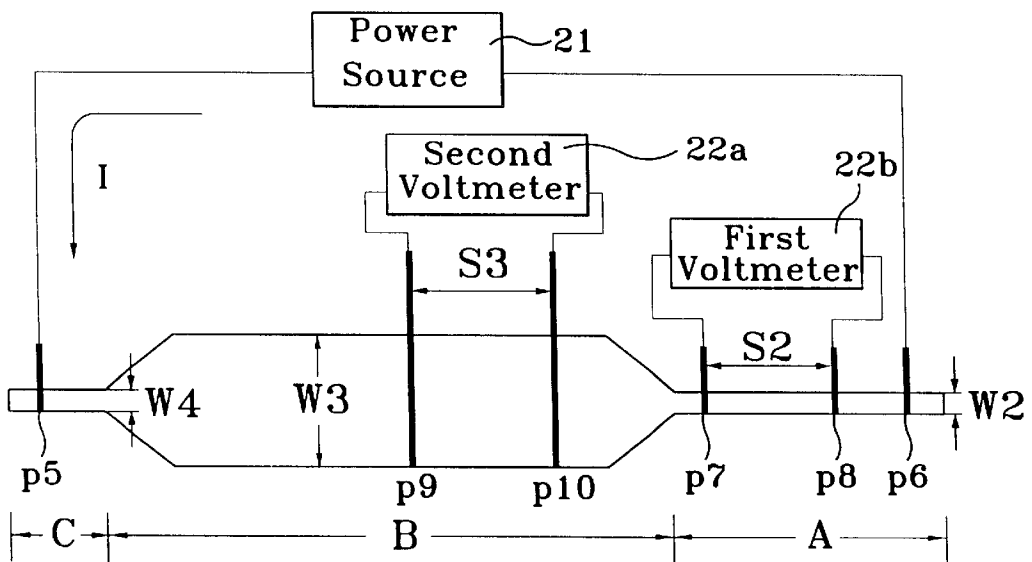 Power
Source
21
I
Second
Voltmeter
22a
22b
First
Voltmeter
S3
S2
W4
W3
W2
p5
p9
p10
p7
p8
p6
C
B
A